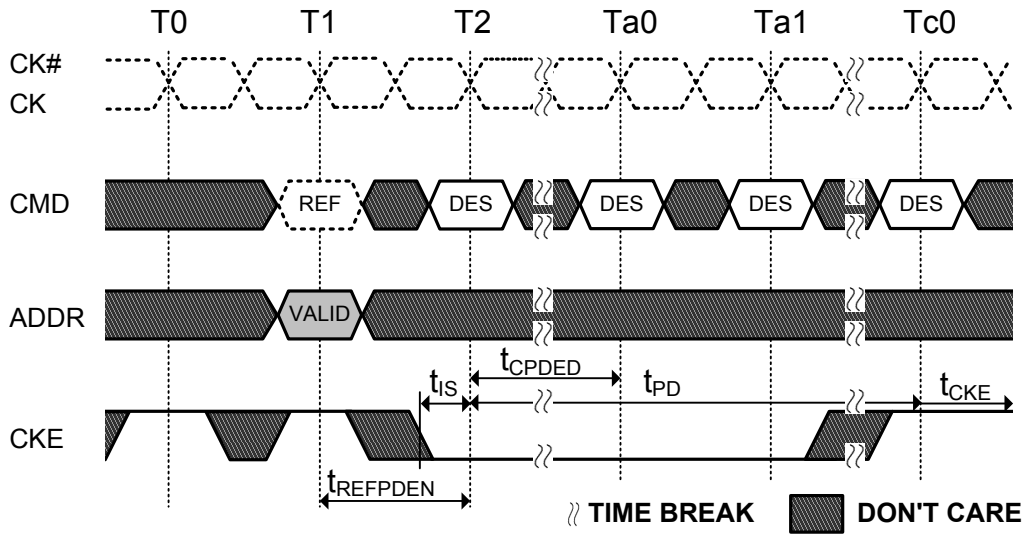 T0 T1 T2 Ta0 Ta1 Tc0
CK#
CK
CMD REF DES DES DES DES
ADDR VALID
tCPDED
tIS tPD tCKE
CKE
tREFPDEN
TIME BREAK DON'T CARE